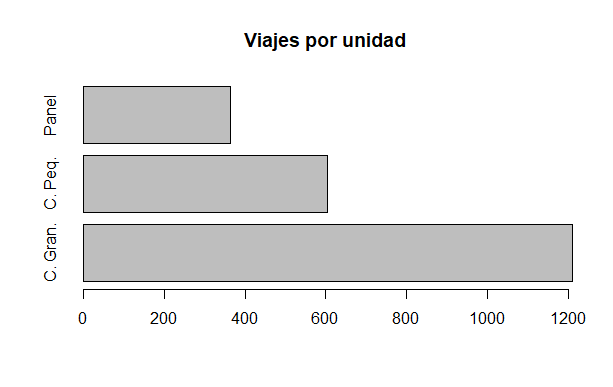 Viajes por unidad
Panel
C. Peq.
C. Gran.
0 200 400 600 800 1000 1200